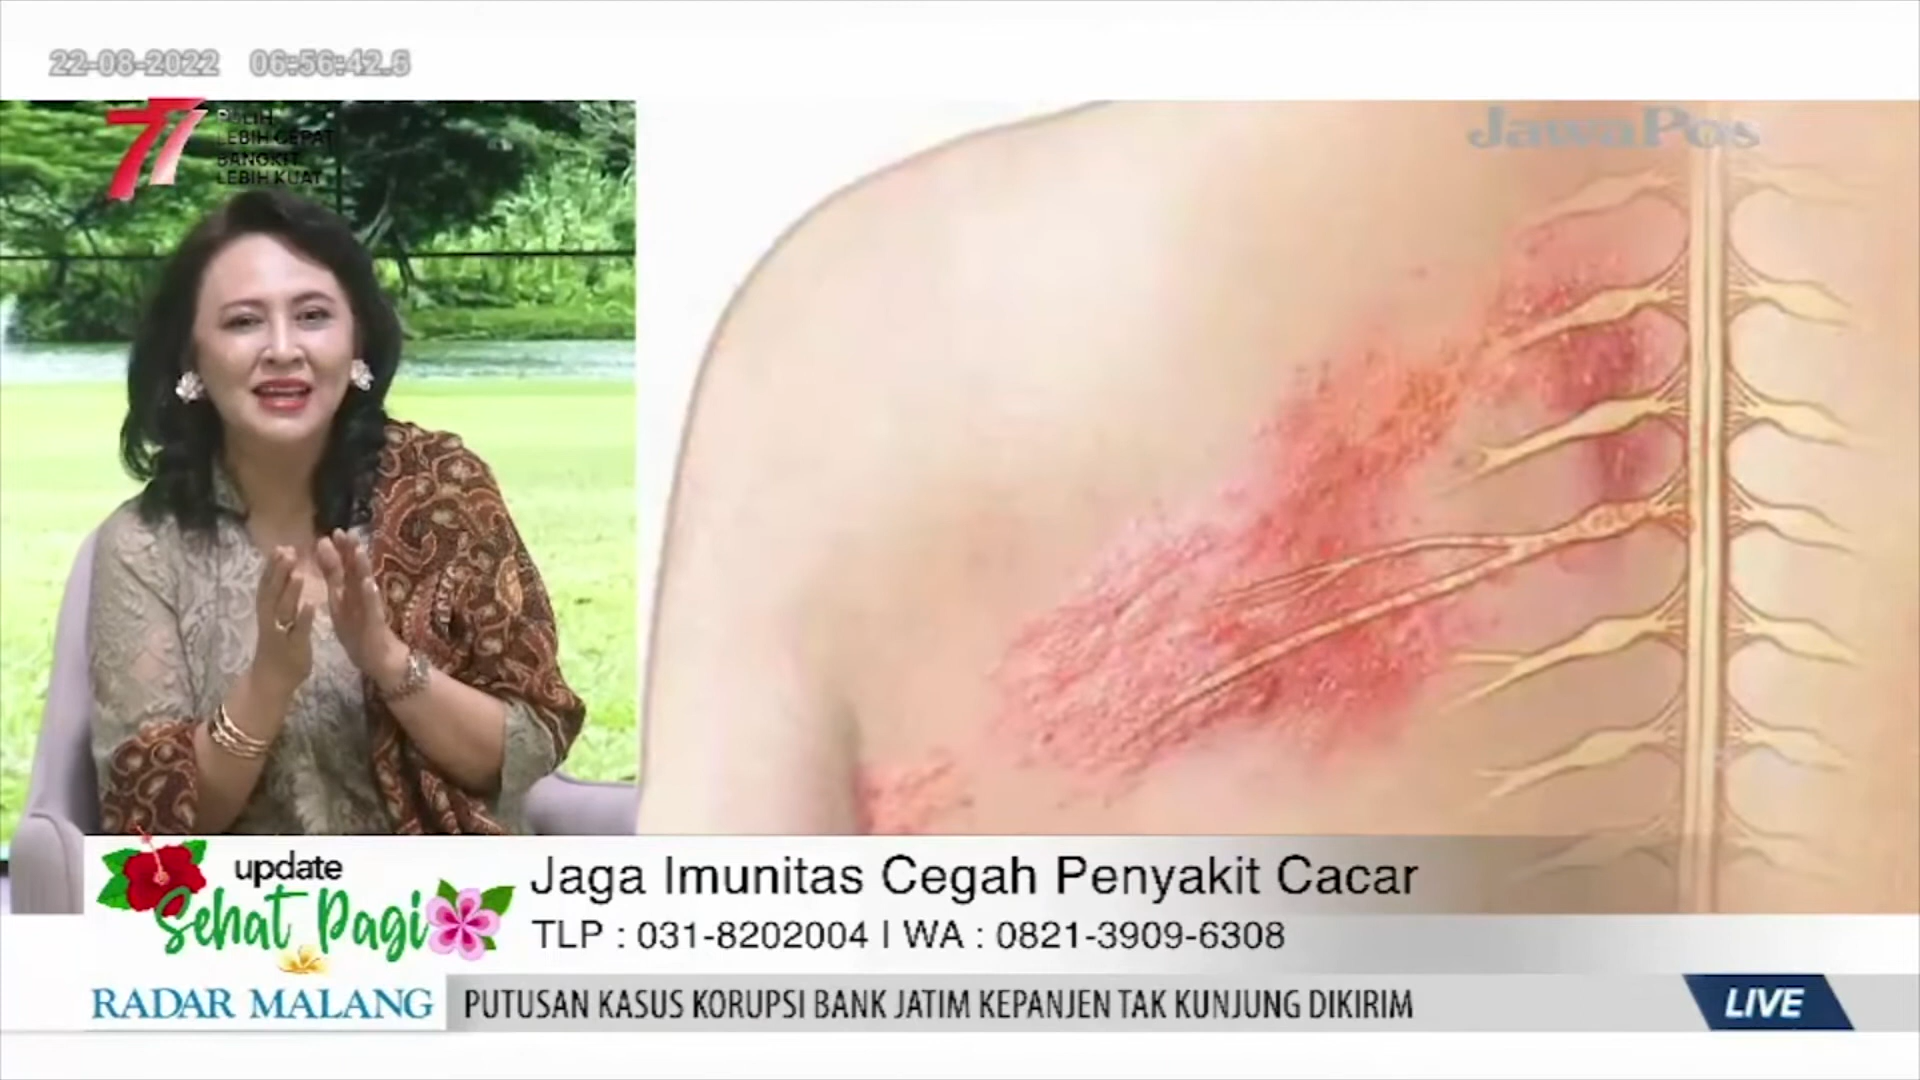 22-08-2022 06:56:42.6
77
PULIH
LEBIH CEPAT
BANGKIT
LEBIH KUAT
JawaPos
update
Sehat Pagi
Jaga Imunitas Cegah Penyakit Cacar
TLP : 031-8202004 | WA : 0821-3909-6308
RADAR MALANG
PUTUSAN KASUS KORUPSI BANK JATIM KEPANJEN TAK KUNJUNG DIKIRIM
LIVE